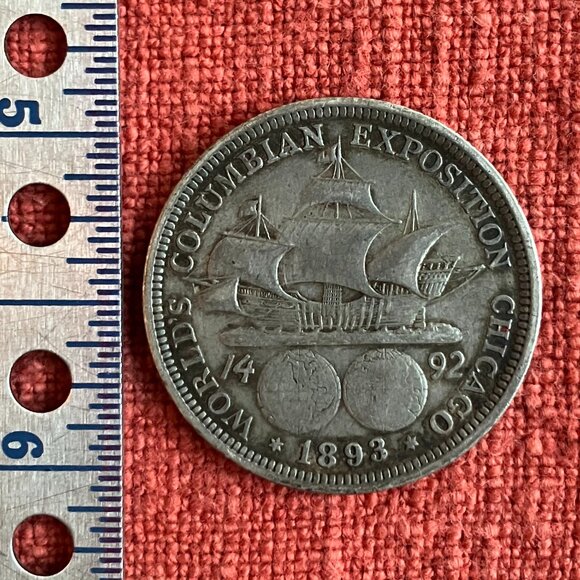 WORLD'S COLUMBIAN EXPOSITION CHICAGO
14 92
★ 1893 ★
5
6